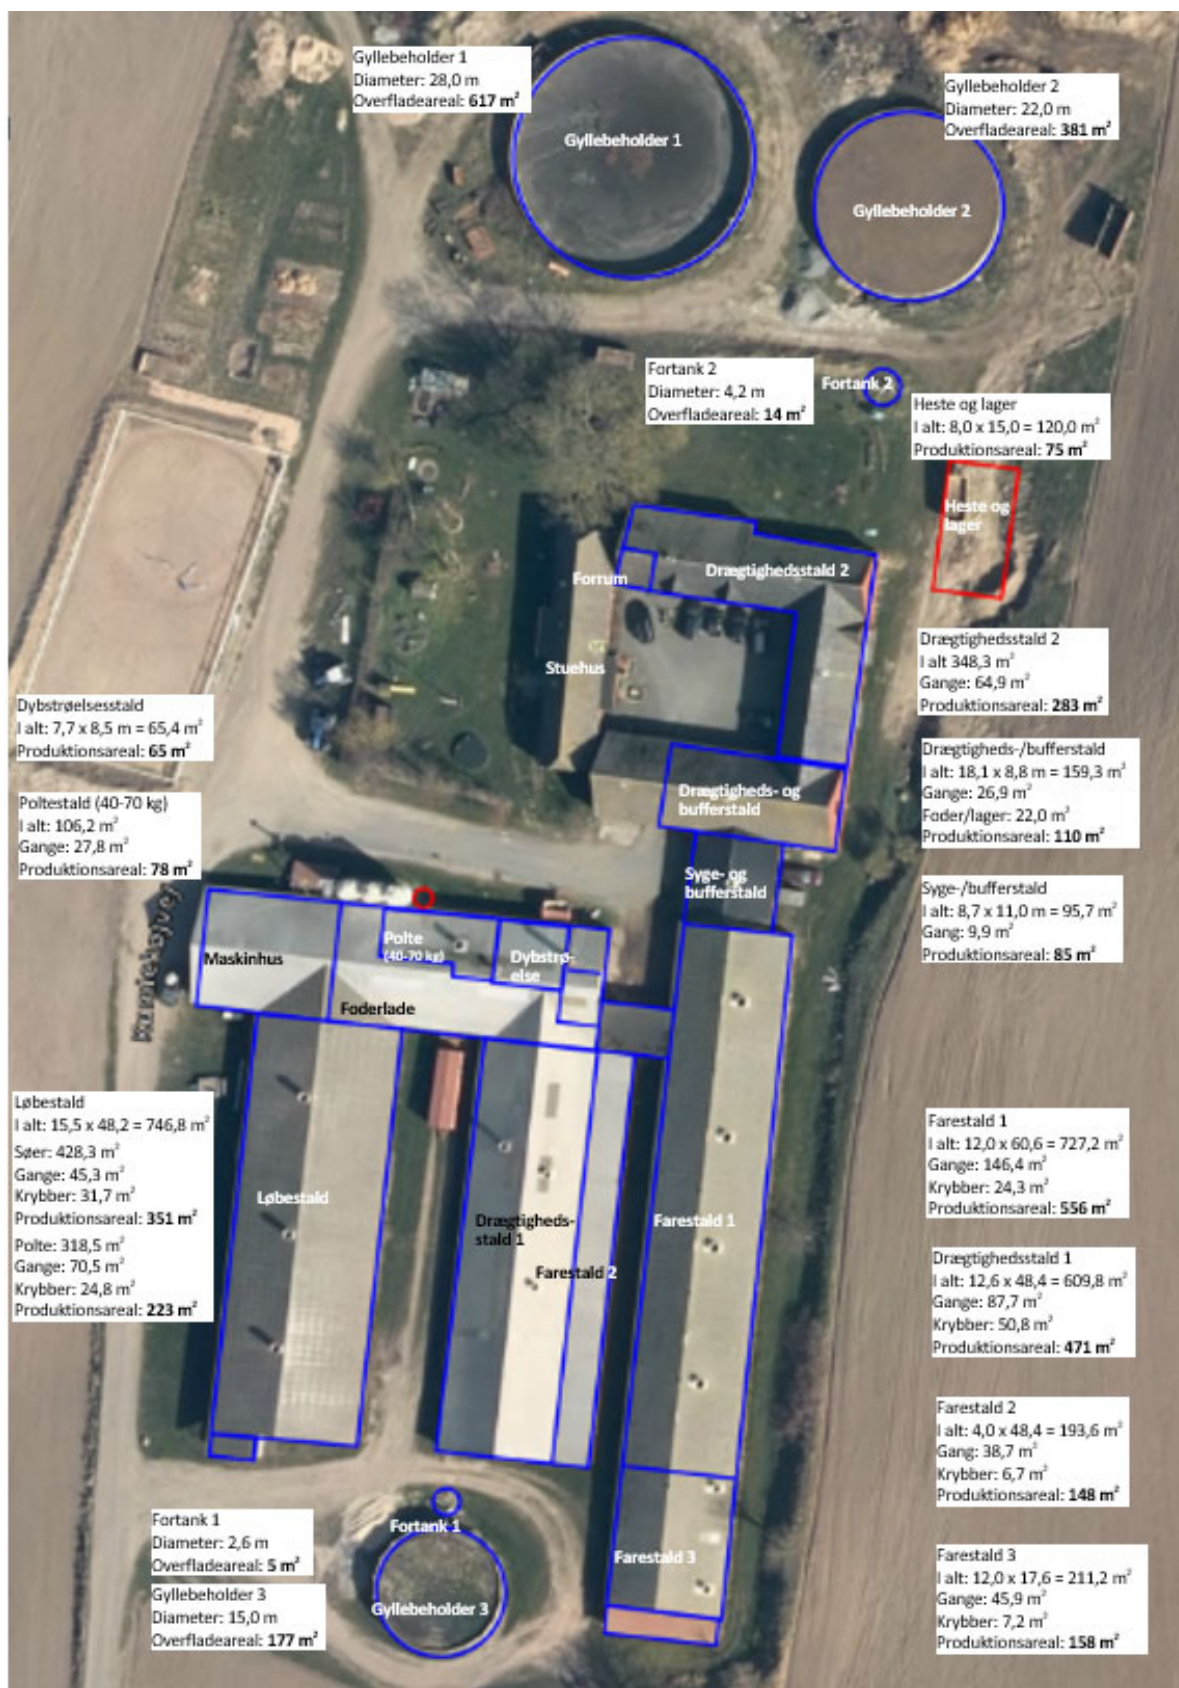 Gyllebeholder 1
Diameter: 28,0 m
Overfladeareal: 617 m²
Gyllebeholder 1
Gyllebeholder 2
Diameter: 22,0 m
Overfladeareal: 381 m²
Gyllebeholder 2
Fortank 2
Diameter: 4,2 m
Overfladeareal: 14 m²
Fortank 2
Heste og lager
I alt: 8,0 x 15,0 = 120,0 m²
Produktionsareal: 75 m²
Heste og
lager
Forrum
Drægtighedsstald 2
Stuehus
Drægtighedsstald 2
I alt 348,3 m²
Gange: 64,9 m²
Produktionsareal: 283 m²
Dybstrøelsesstald
I alt: 7,7 x 8,5 m = 65,4 m²
Produktionsareal: 65 m²
Drægtigheds-/bufferstald
I alt: 18,1 x 8,8 m = 159,3 m²
Gange: 26,9 m²
Foder/lager: 22,0 m²
Produktionsareal: 110 m²
Drægtigheds- og
bufferstald
Poltestald (40-70 kg)
I alt: 106,2 m²
Gange: 27,8 m²
Produktionsareal: 78 m²
Syge- og
bufferstald
Syge-/bufferstald
I alt: 8,7 x 11,0 m = 95,7 m²
Gang: 9,9 m²
Produktionsareal: 85 m²
Maskinhus
Polte
(40-70 kg)
Dybstrø-
else
Foderlade
Løbestald
I alt: 15,5 x 48,2 = 746,8 m²
Søer: 428,3 m²
Gange: 45,3 m²
Krybber: 31,7 m²
Produktionsareal: 351 m²
Polte: 318,5 m²
Gange: 70,5 m²
Krybber: 24,8 m²
Produktionsareal: 223 m²
Løbestald
Drægtigheds-
stald 1
Farestald 2
Farestald 1
Farestald 1
I alt: 12,0 x 60,6 = 727,2 m²
Gange: 146,4 m²
Krybber: 24,3 m²
Produktionsareal: 556 m²
Drægtighedsstald 1
I alt: 12,6 x 48,4 = 609,8 m²
Gange: 87,7 m²
Krybber: 50,8 m²
Produktionsareal: 471 m²
Farestald 2
I alt: 4,0 x 48,4 = 193,6 m²
Gang: 38,7 m²
Krybber: 6,7 m²
Produktionsareal: 148 m²
Fortank 1
Diameter: 2,6 m
Overfladeareal: 5 m²
Fortank 1
Gyllebeholder 3
Diameter: 15,0 m
Overfladeareal: 177 m²
Gyllebeholder 3
Farestald 3
Farestald 3
I alt: 12,0 x 17,6 = 211,2 m²
Gange: 45,9 m²
Krybber: 7,2 m²
Produktionsareal: 158 m²